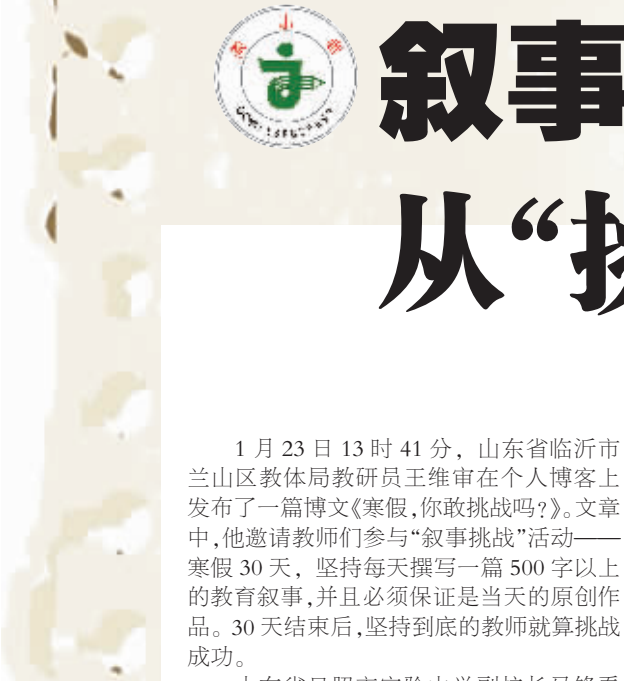 叙事
从“挑
1 月 23 日 13 时 41 分，山东省临沂市
兰山区教体局教研员王维审在个人博客上
发布了一篇博文《寒假,你敢挑战吗?》。文章
中,他邀请教师们参与“叙事挑战”活动——
寒假 30 天，坚持每天撰写一篇 500 字以上
的教育叙事,并且必须保证是当天的原创作
品。30 天结束后,坚持到底的教师就算挑战
成功。